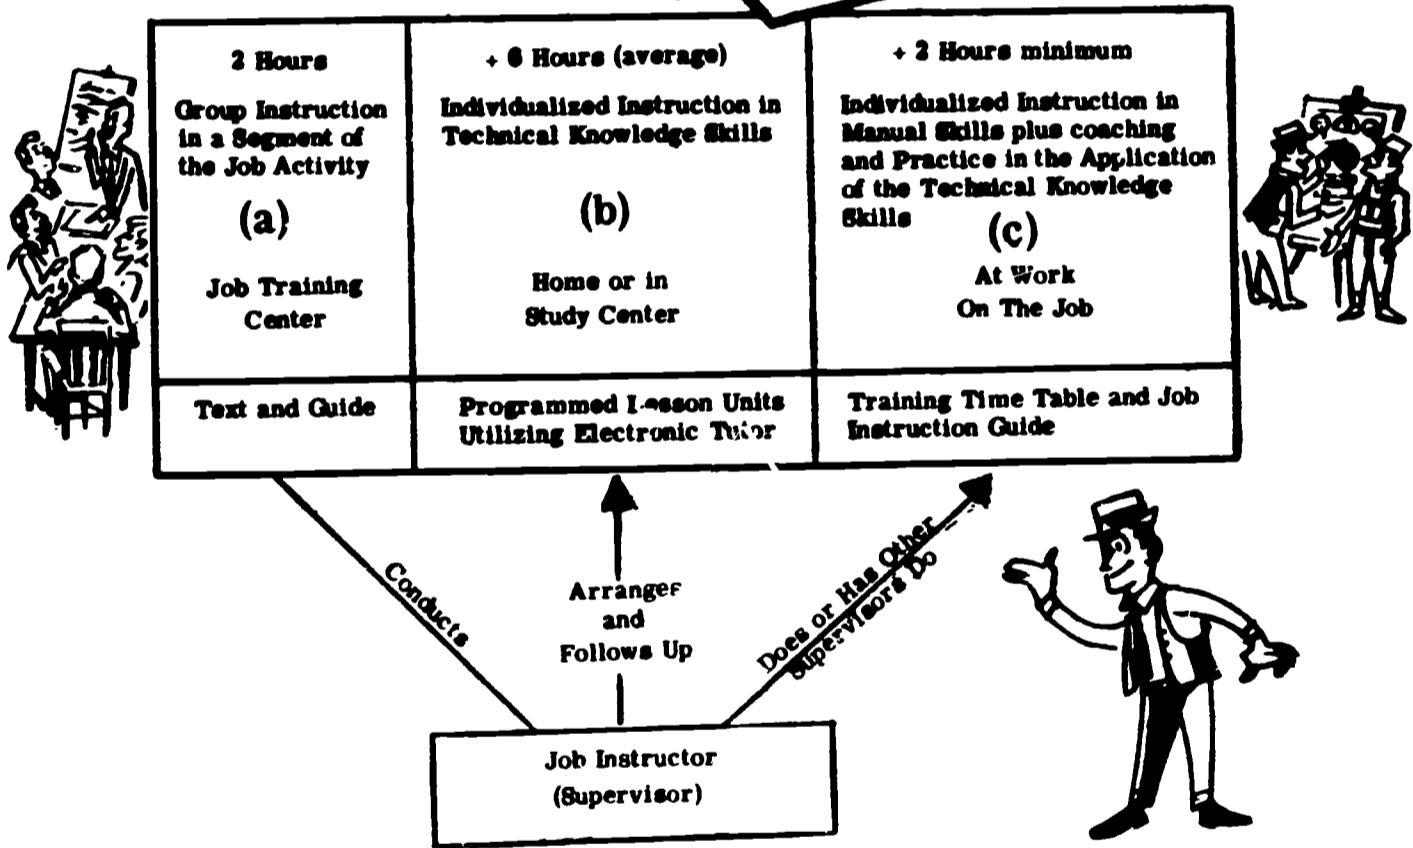 2 Hours
Group Instruction
in a Segment of
the Job Activity
(a)
Job Training
Center
Text and Guide
+ 6 Hours (average)
Individualized Instruction in
Technical Knowledge Skills
(b)
Home or in
Study Center
Programmed Lesson Units
Utilizing Electronic Tutor
+ 2 Hours minimum
Individualized Instruction in
Manual Skills plus coaching
and Practice in the Application
of the Technical Knowledge
Skills
(c)
At Work
On The Job
Training Time Table and Job
Instruction Guide
Conducts
Arranges
and
Follows Up
Does or Has Other
Supervisors Do
Job Instructor
(Supervisor)